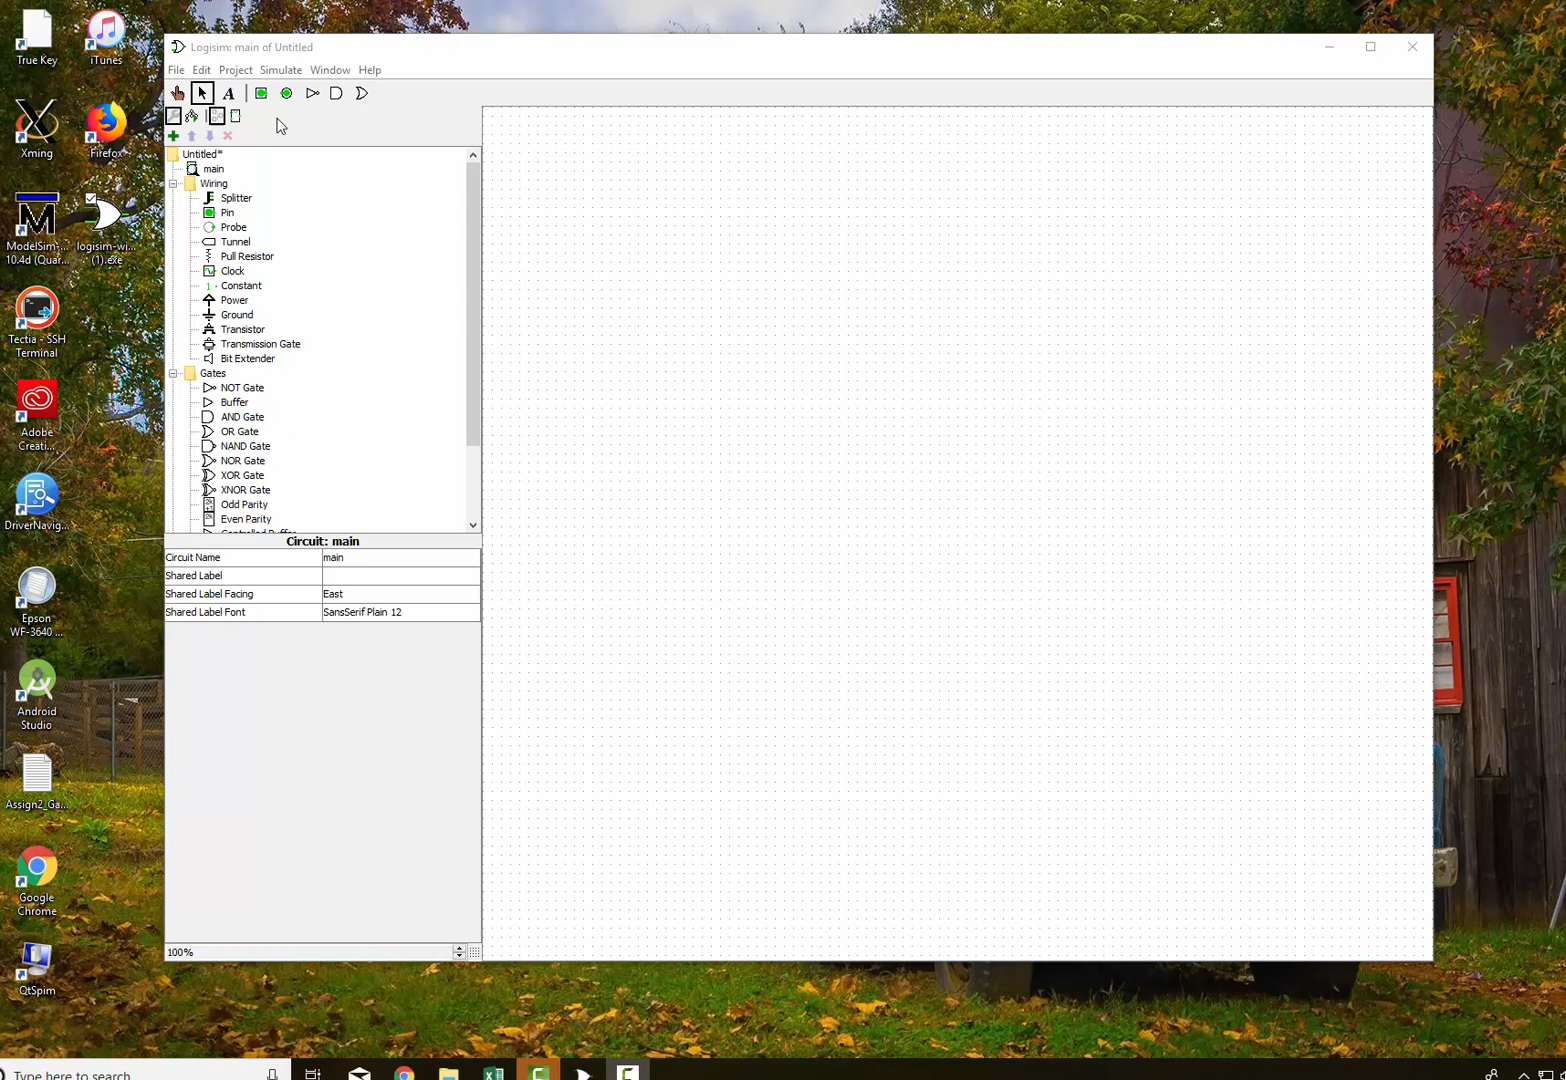 True Key
iTunes
Xming
Firefox
ModelSim-...
10.4d (Quar...
logisim-wi...
(1).exe
Tectia - SSH
Terminal
Adobe
Creati...
DriverNavig...
Epson
WF-3640 ...
Android
Studio
Assign2_Ga...
Google
Chrome
QtSpim
Logisim: main of Untitled
File Edit Project Simulate Window Help
A
Untitled*
main
Wiring
Splitter
Pin
Probe
Tunnel
Pull Resistor
Clock
1 Constant
Power
Ground
Transistor
Transmission Gate
Bit Extender
Gates
NOT Gate
Buffer
AND Gate
OR Gate
NAND Gate
NOR Gate
XOR Gate
XNOR Gate
Odd Parity
Even Parity
Controlled Buffer
Circuit: main
Circuit Name main
Shared Label
Shared Label Facing East
Shared Label Font SansSerif Plain 12
100%
Type here to search